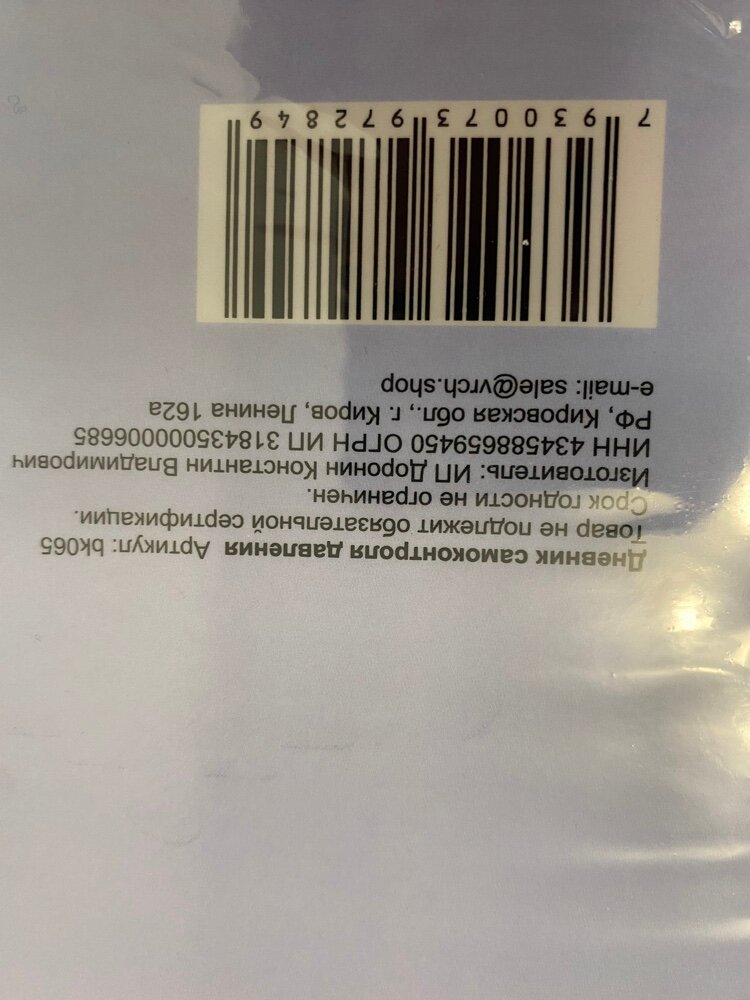 Дневник самоконтроля давления Артикул: bk065
Товар не подлежит обязательной сертификации.
Срок годности не ограничен.
Изготовитель: ИП Доронин Константин Владимирович
ИНН 434588659450 ОГРН ИП 318435000006685
РФ, Кировская обл., г. Киров, Ленина 162а
e-mail: sale@vrch.shop
7 930073 972849